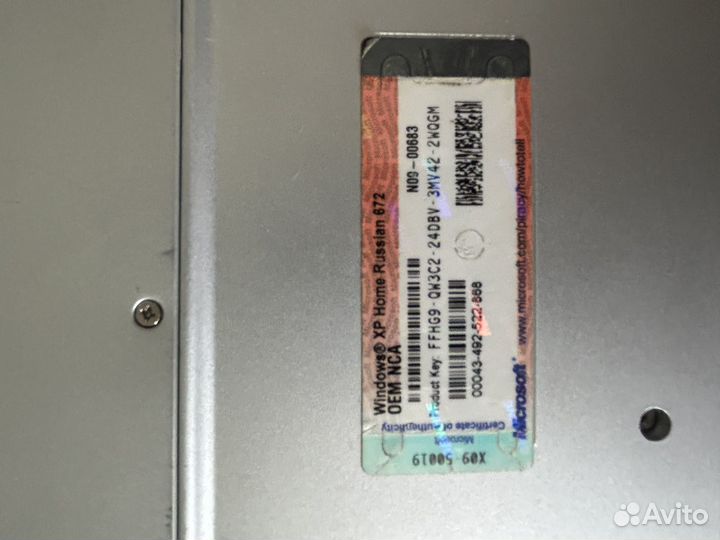 Windows® XP Home Russian 672
OEM NCA
N09-00683
Product Key: FFHG9-QW3C2-24DBV-3MV42-2WQGM
00043-492-522-868
Microsoft®
www.microsoft.com/piracy/howtotell
Microsoft
Certificate of Authenticity
X09-50019
Avito